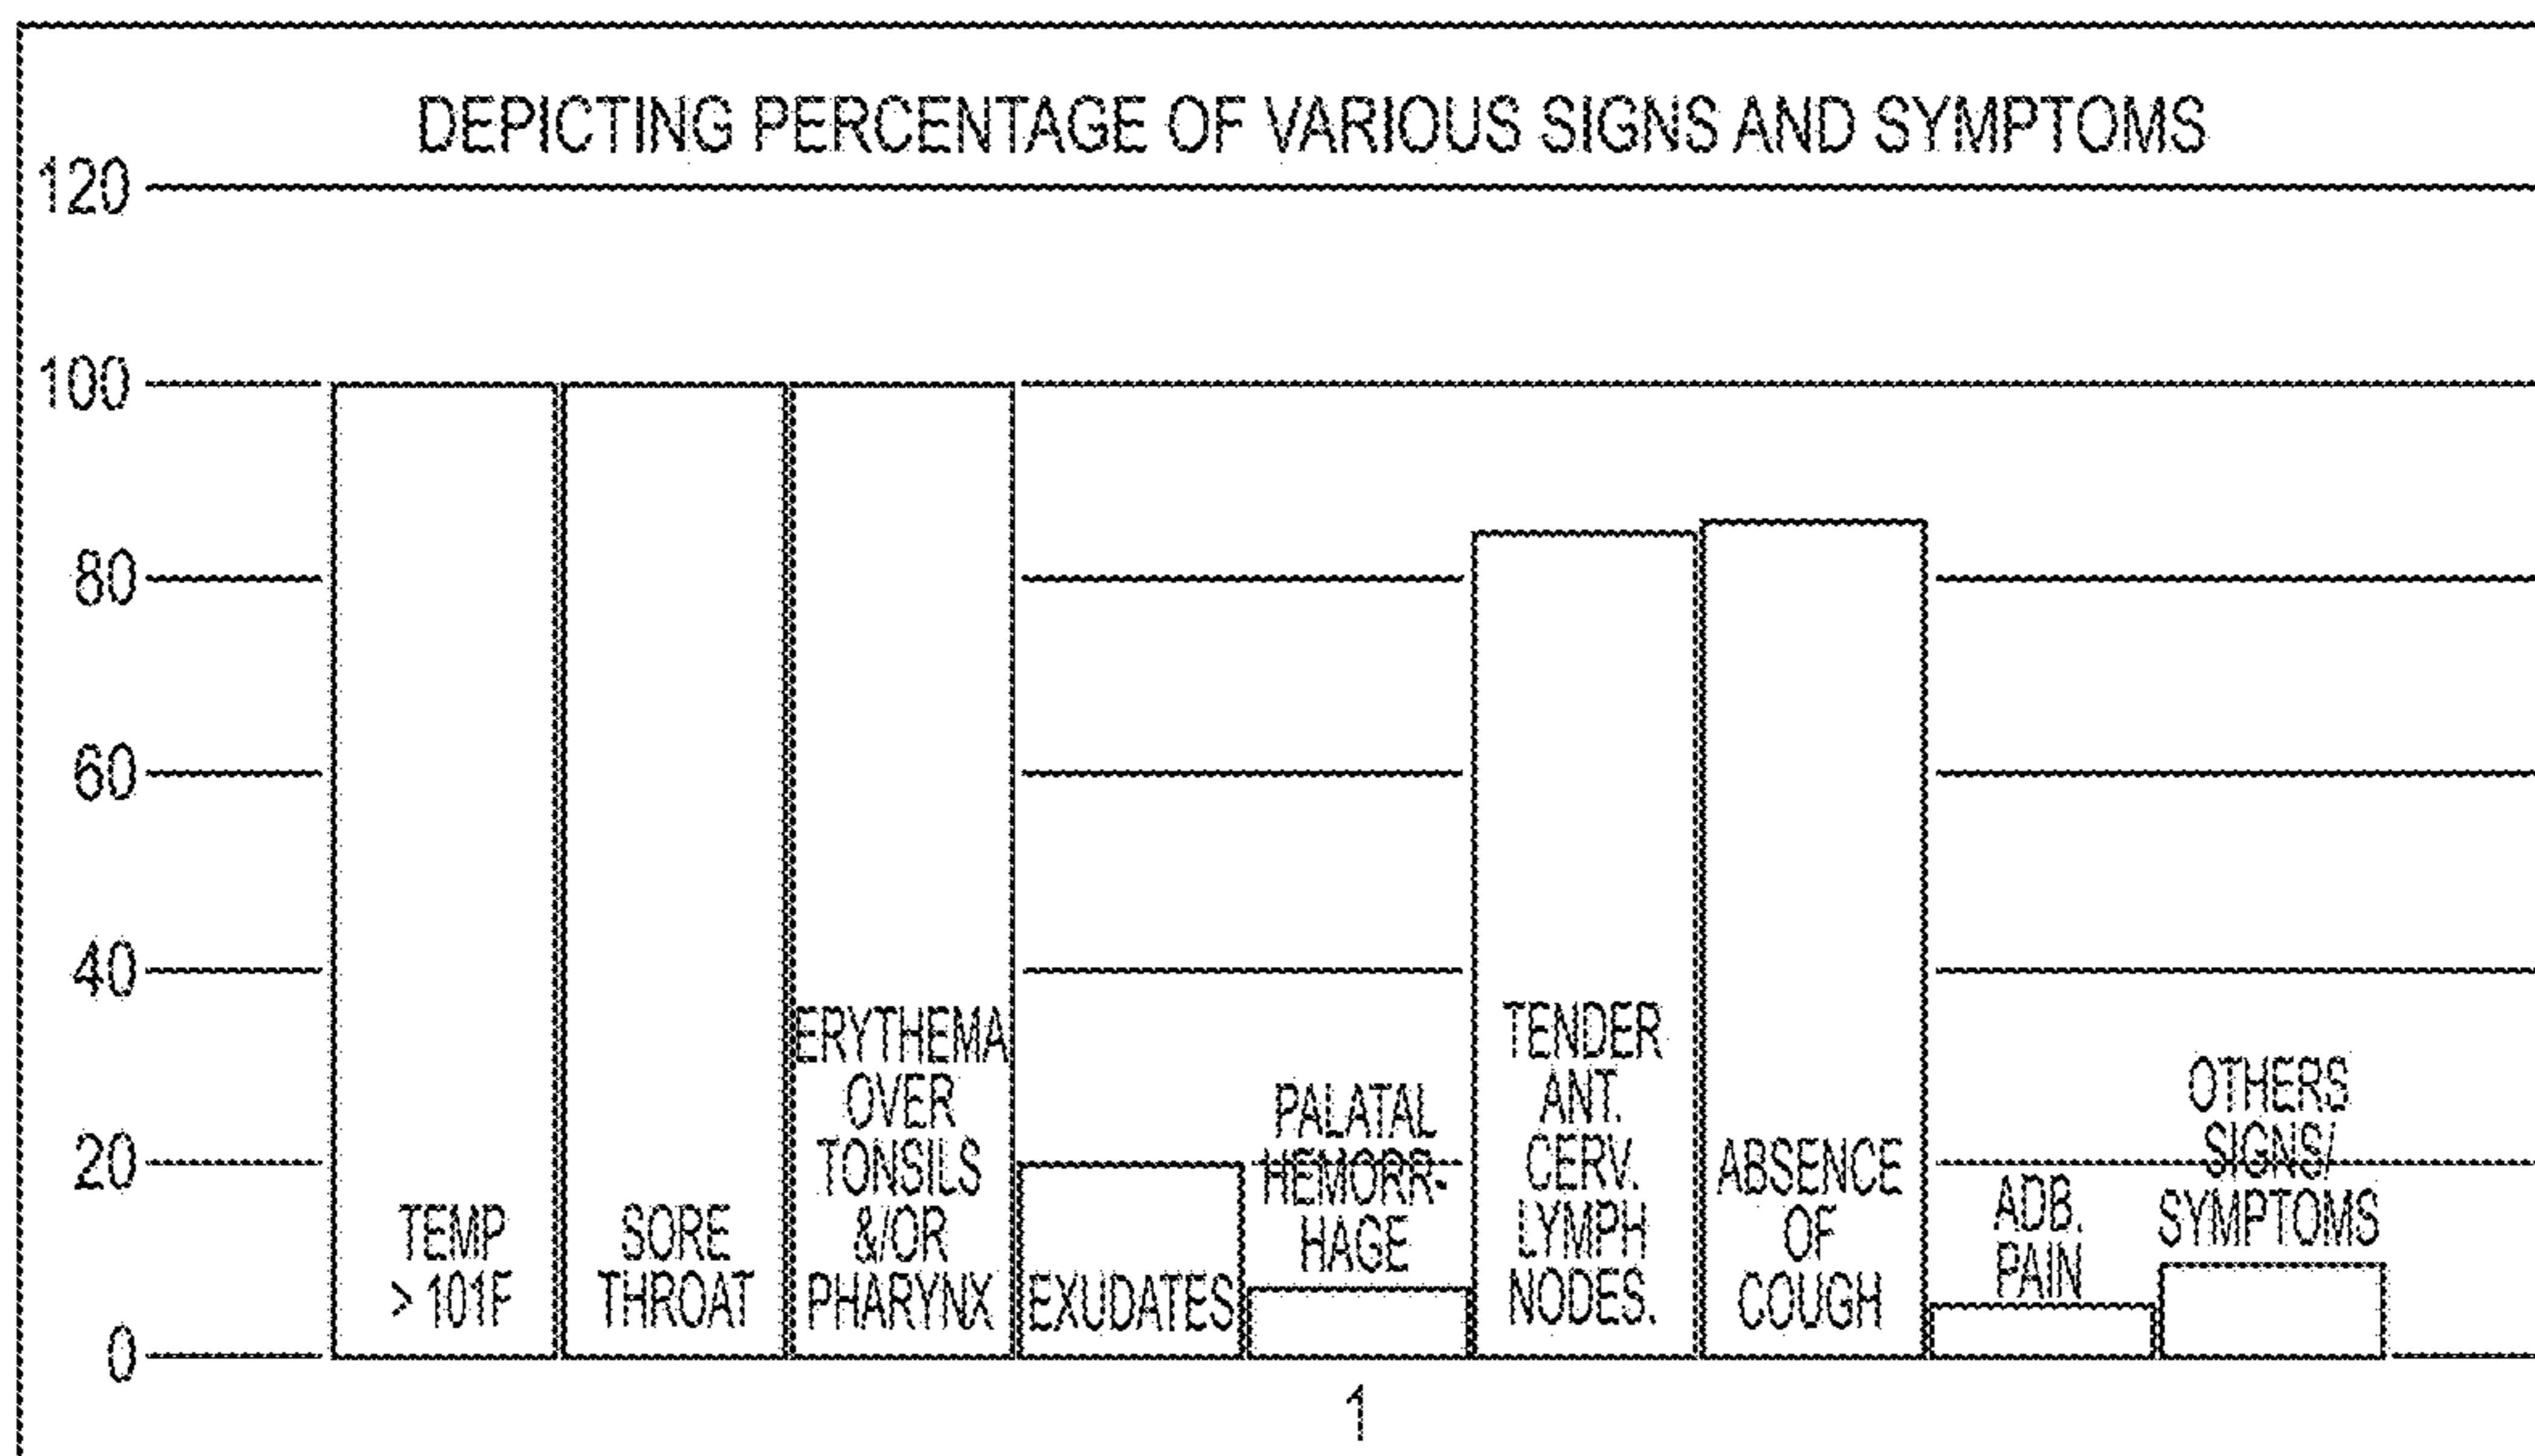 DEPICTING PERCENTAGE OF VARIOUS SIGNS AND SYMPTOMS
120
100
80
60
40
20
0
TEMP
> 101F
SORE
THROAT
ERYTHEMA
OVER
TONSILS
&/OR
PHARYNX
EXUDATES
PALATAL
HEMORR-
HAGE
TENDER
ANT.
CERV.
LYMPH
NODES.
ABSENCE
OF
COUGH
ADB.
PAIN
OTHERS
SIGNS/
SYMPTOMS
1